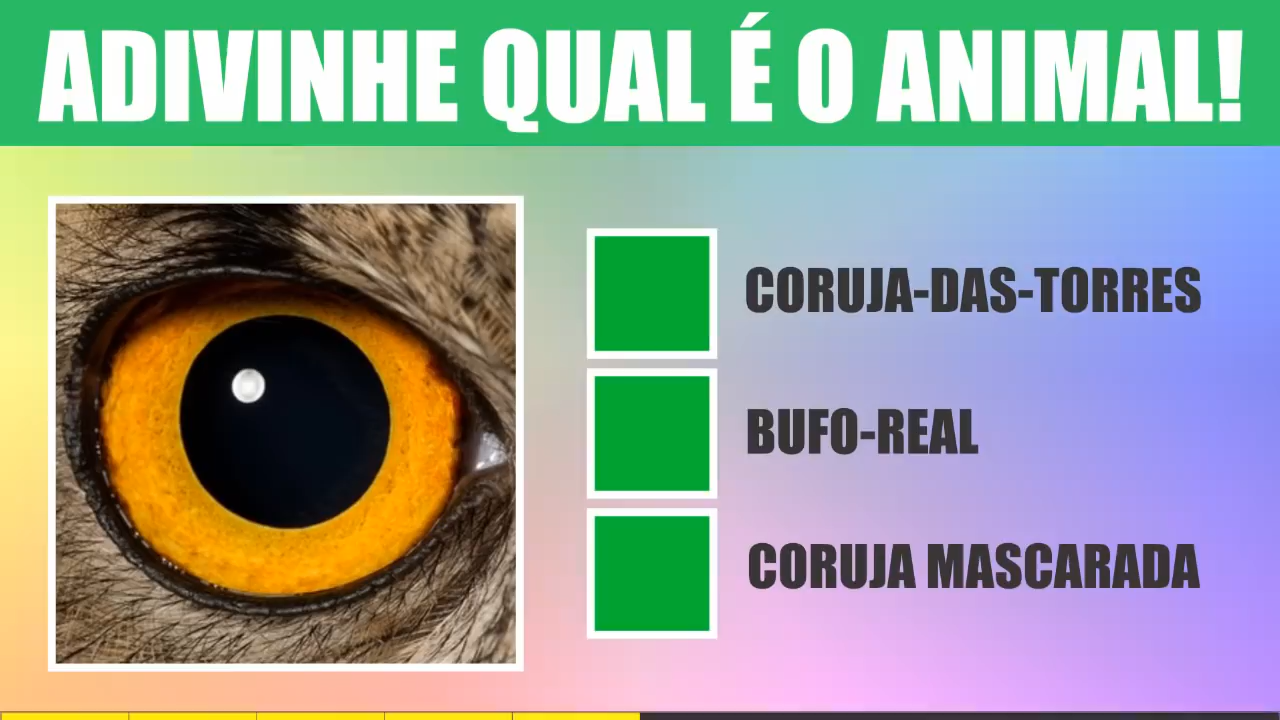 ADIVINHE QUAL É O ANIMAL!
CORUJA-DAS-TORRES
BUFO-REAL
CORUJA MASCARADA